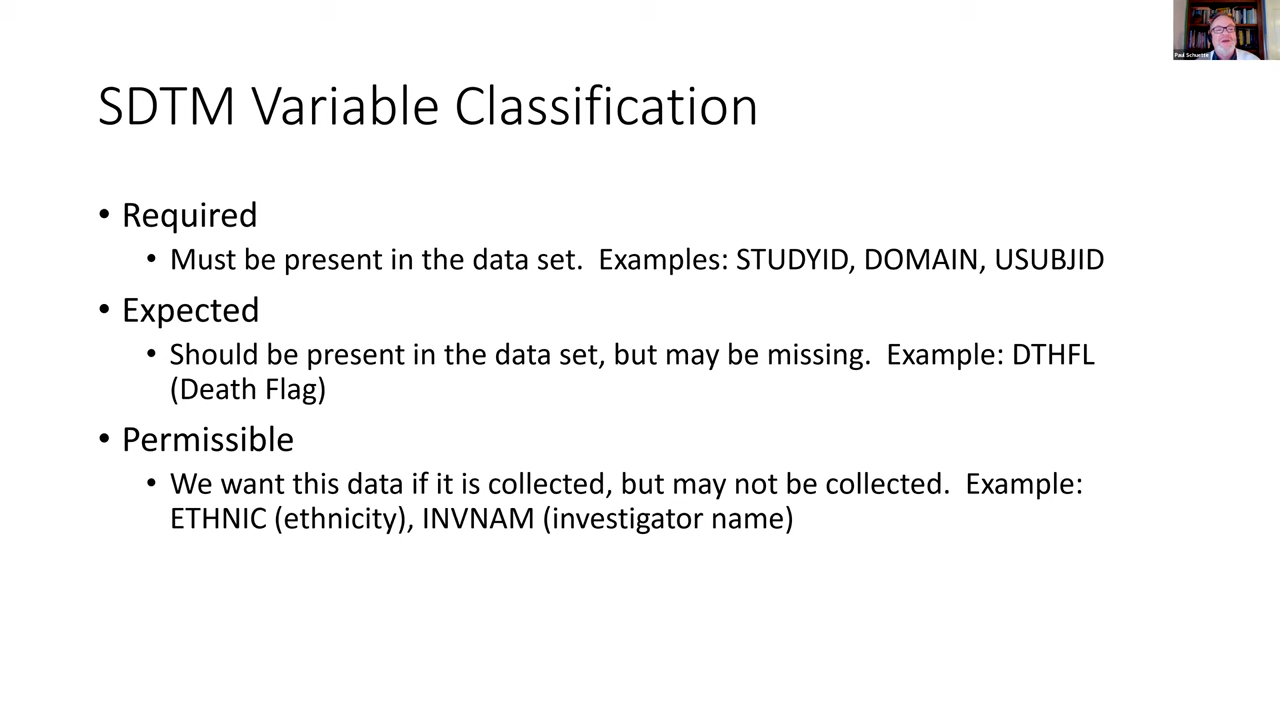 Paul Schuette
SDTM Variable Classification
• Required
• Must be present in the data set.  Examples: STUDYID, DOMAIN, USUBJID
• Expected
• Should be present in the data set, but may be missing.  Example: DTHFL
(Death Flag)
• Permissible
• We want this data if it is collected, but may not be collected.  Example:
ETHNIC (ethnicity), INVNAM (investigator name)